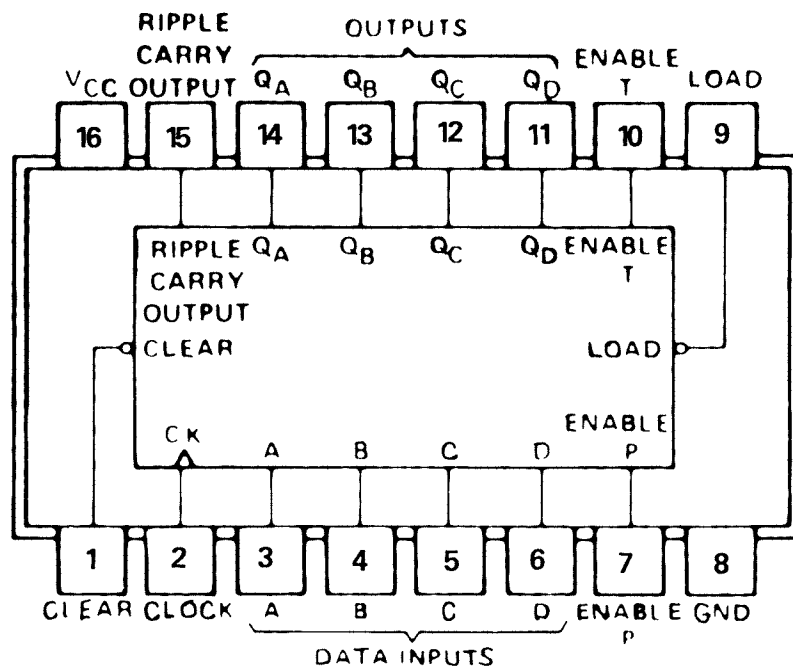 RIPPLE OUTPUTS
CARRY ENABLE
VCC OUTPUT QA QB QC QD T LOAD
16 15 14 13 12 11 10 9
RIPPLE QA QB QC QD ENABLE
CARRY T
OUTPUT
CLEAR LOAD
CK ENABLE
A B C D P
1 2 3 4 5 6 7 8
CLEAR CLOCK A B C D ENABLE GND
P
DATA INPUTS